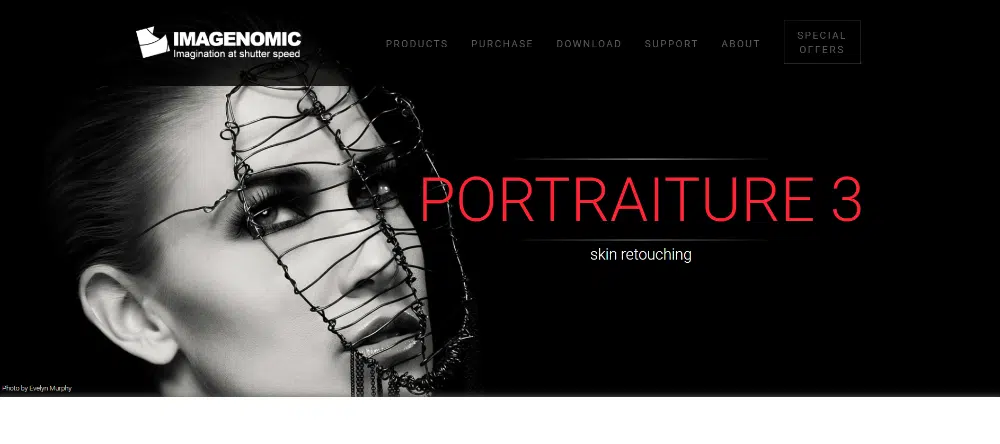 IMAGENOMIC
Imagination at shutter speed
PRODUCTS PURCHASE DOWNLOAD SUPPORT ABOUT
SPECIAL
OFFERS
PORTRAITURE 3
skin retouching
Photo by Evelyn Murphy